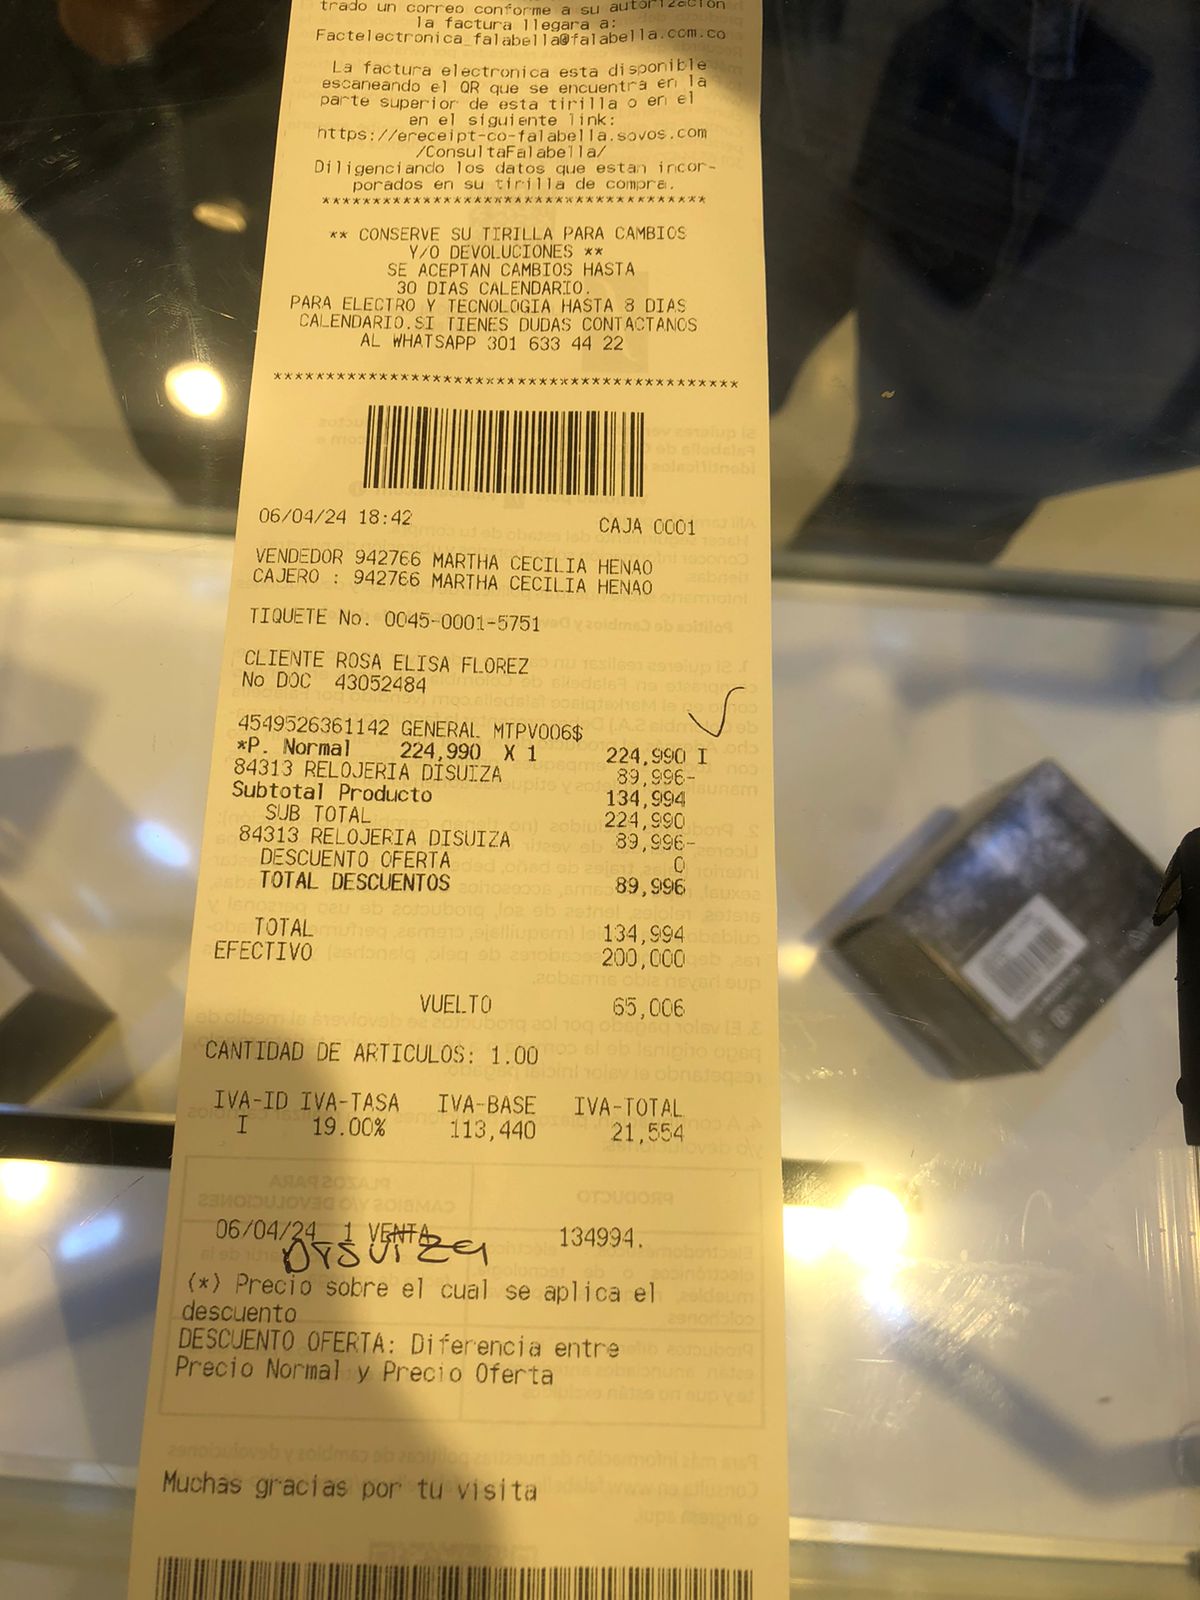 trado un correo conforme a su autorización
la factura llegara a:
Factelectronica_falabella@falabella.com.co
La factura electronica esta disponible
escaneando el QR que se encuentra en la
parte superior de esta tirilla o en el
en el siguiente link:
https://ereceipt-co-falabella.sovos.com
/ConsultaFalabella/
Diligenciando los datos que estan incor-
porados en su tirilla de compra.
*****************************************
** CONSERVE SU TIRILLA PARA CAMBIOS
Y/O DEVOLUCIONES **
SE ACEPTAN CAMBIOS HASTA
30 DIAS CALENDARIO.
PARA ELECTRO Y TECNOLOGIA HASTA 8 DIAS
CALENDARIO.SI TIENES DUDAS CONTACTANOS
AL WHATSAPP 301 633 44 22
*********************************************
06/04/24 18:42 CAJA 0001
VENDEDOR 942766 MARTHA CECILIA HENAO
CAJERO : 942766 MARTHA CECILIA HENAO
TIQUETE No. 0045-0001-5751
CLIENTE ROSA ELISA FLOREZ
No DOC 43052484
4549526361142 GENERAL MTPV006$
*P. Normal 224,990 X 1 224,990 I
84313 RELOJERIA DISUIZA 89,996-
Subtotal Producto 134,994
SUB TOTAL 224,990
84313 RELOJERIA DISUIZA 89,996-
DESCUENTO OFERTA 0
TOTAL DESCUENTOS 89,996
TOTAL 134,994
EFECTIVO 200,000
VUELTO 65,006
CANTIDAD DE ARTICULOS: 1.00
IVA-ID IVA-TASA IVA-BASE IVA-TOTAL
I 19.00% 113,440 21,554
06/04/24 1 VENTA 134994.
DISUIZA
(*) Precio sobre el cual se aplica el
descuento
DESCUENTO OFERTA: Diferencia entre
Precio Normal y Precio Oferta
Muchas gracias por tu visita